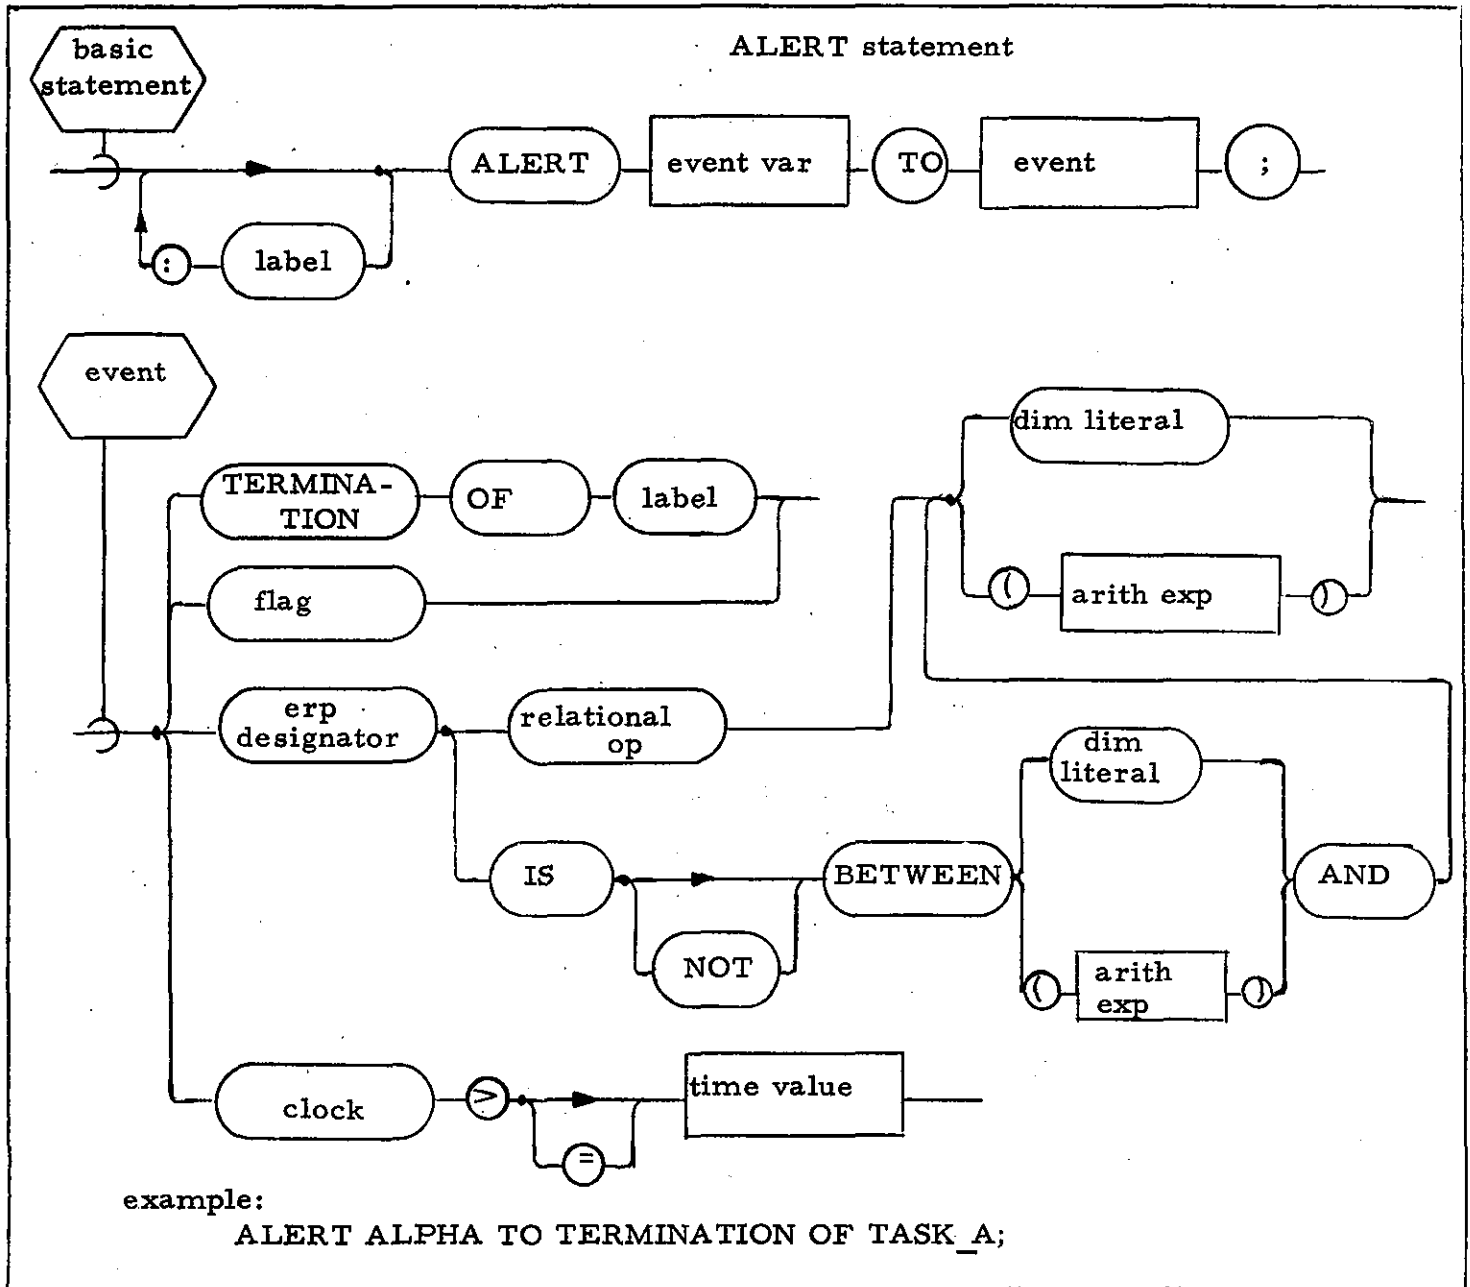 basic
statement
ALERT statement
ALERT
event var
TO
event
;
:
label
event
TERMINA-
TION
OF
label
flag
erp
designator
relational
op
dim literal
(
arith exp
)
IS
NOT
BETWEEN
dim
literal
(
arith
exp
)
AND
clock
>
=
time value
example:
ALERT ALPHA TO TERMINATION OF TASK_A;